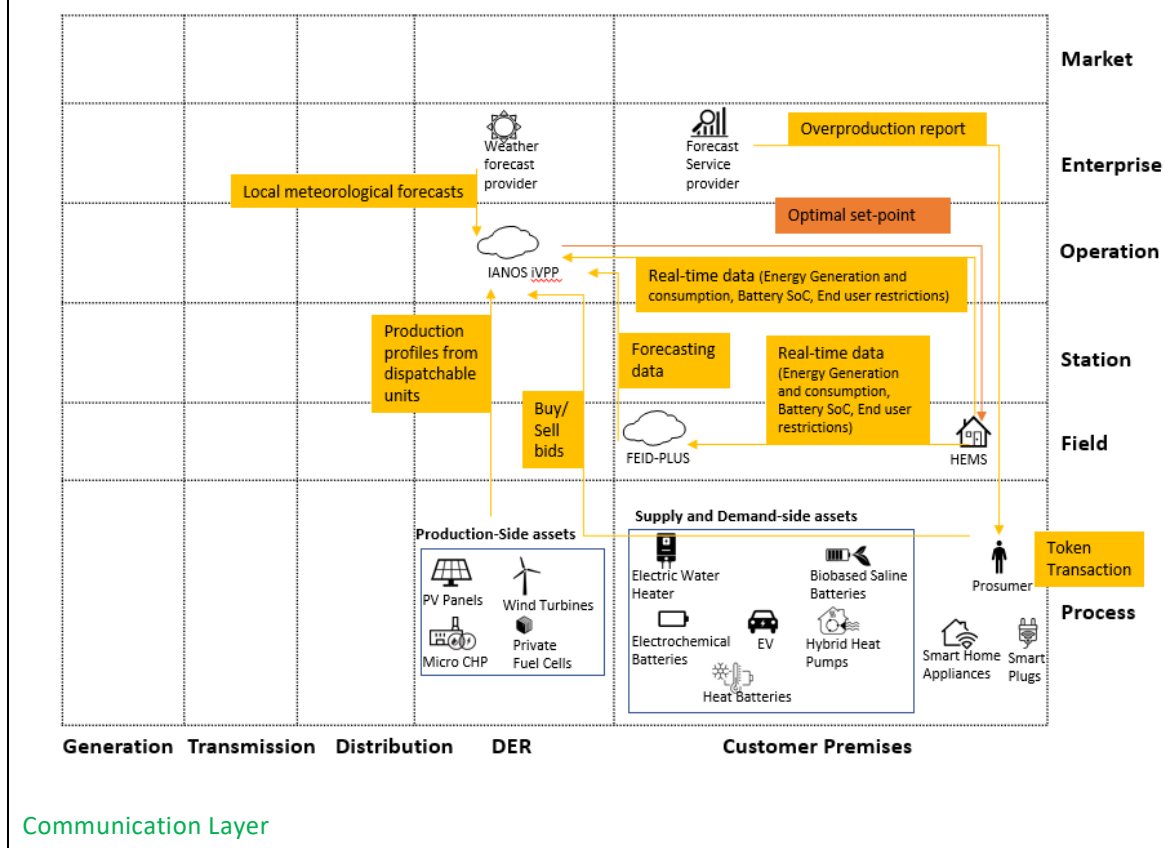 Market
Weather
forecast
provider
Forecast
Service
provider
Overproduction report
Enterprise
Local meteorological forecasts
Optimal set-point
IANOS iVPP
Operation
Real-time data (Energy Generation and
consumption, Battery SoC, End user restrictions)
Production
profiles from
dispatchable
units
Forecasting
data
Real-time data
(Energy Generation
and consumption,
Battery SoC, End user
restrictions)
Station
Buy/
Sell
bids
FEID-PLUS
HEMS
Field
Production-Side assets
PV Panels
Wind Turbines
Micro CHP
Private
Fuel Cells
Supply and Demand-side assets
Electric Water
Heater
Biobased Saline
Batteries
Electrochemical
Batteries
EV
Hybrid Heat
Pumps
Heat Batteries
Prosumer
Token
Transaction
Smart Home
Appliances
Smart
Plugs
Process
Generation
Transmission
Distribution
DER
Customer Premises
Communication Layer